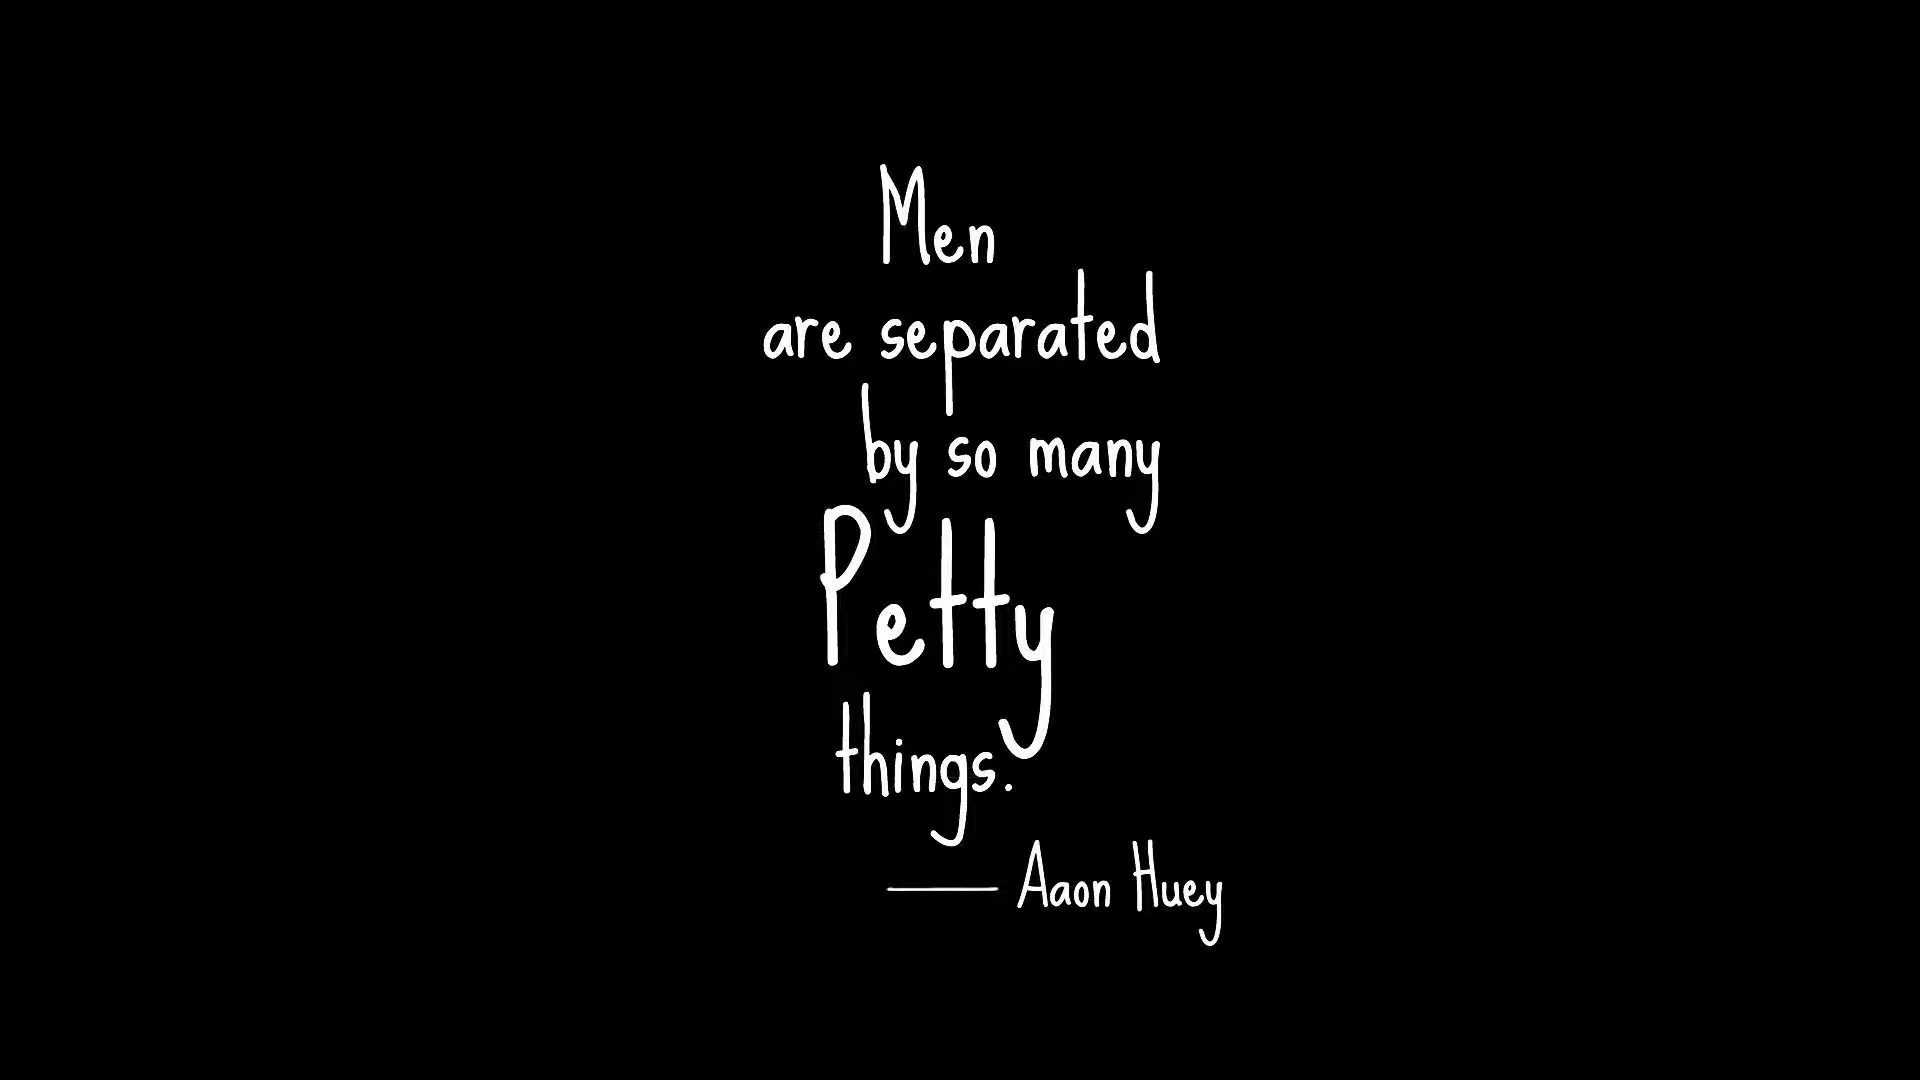 Men
are separated
by so many
Petty
things.
— Aaon Huey